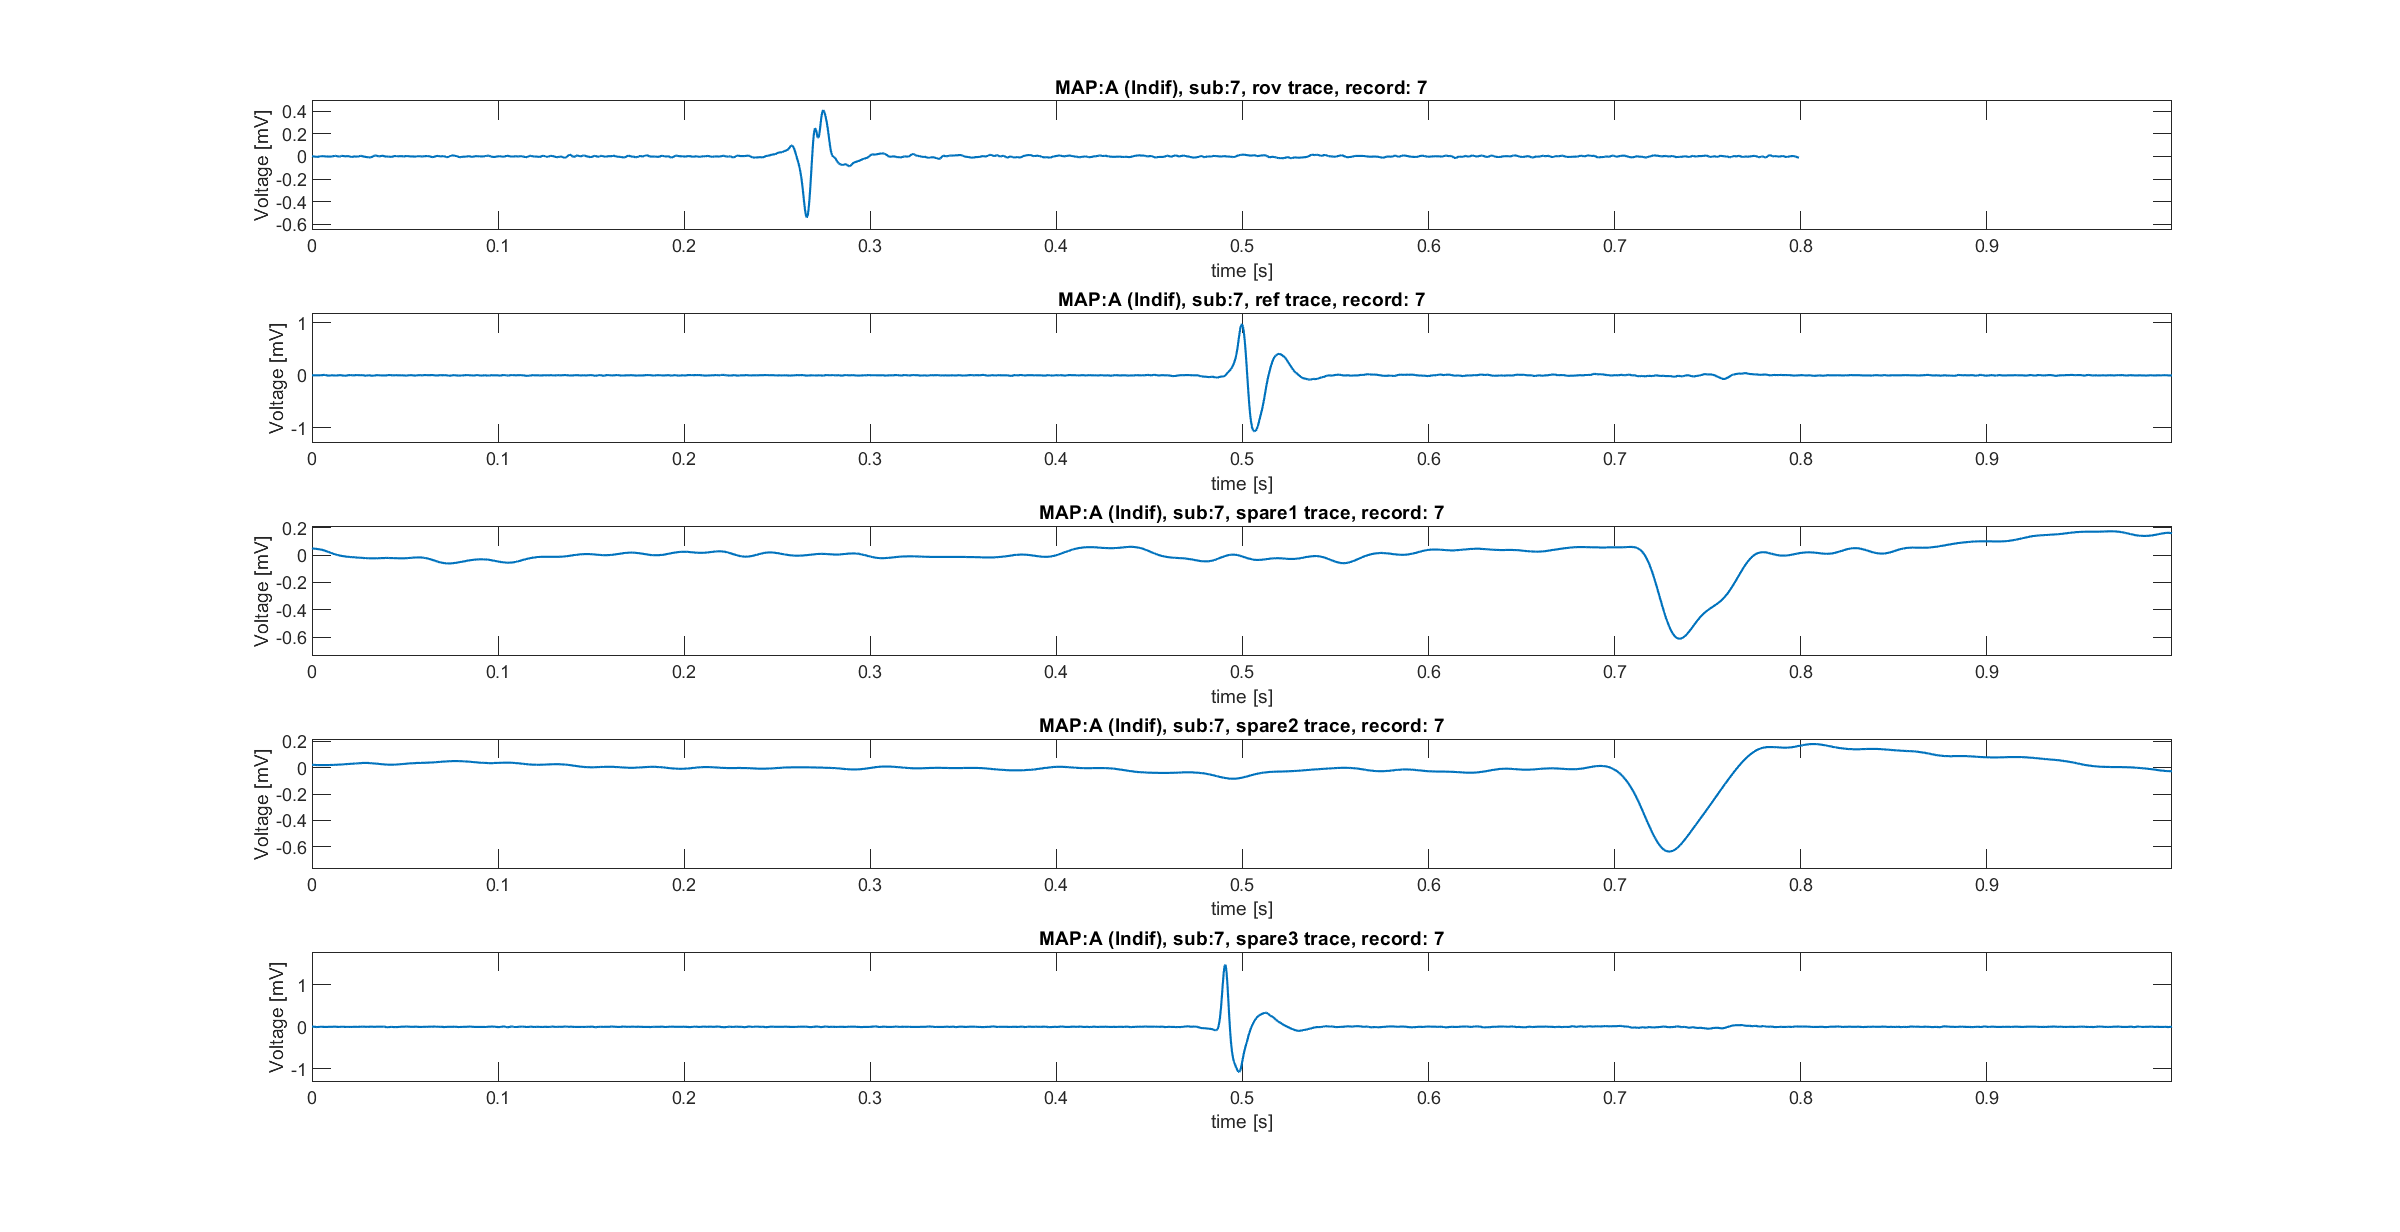 MAP:A (Indif), sub:7, rov trace, record: 7
Voltage [mV]
0.4
0.2
0
-0.2
-0.4
-0.6
0 0.1 0.2 0.3 0.4 0.5 0.6 0.7 0.8 0.9
time [s]
MAP:A (Indif), sub:7, ref trace, record: 7
Voltage [mV]
1
0
-1
0 0.1 0.2 0.3 0.4 0.5 0.6 0.7 0.8 0.9
time [s]
MAP:A (Indif), sub:7, spare1 trace, record: 7
Voltage [mV]
0.2
0
-0.2
-0.4
-0.6
0 0.1 0.2 0.3 0.4 0.5 0.6 0.7 0.8 0.9
time [s]
MAP:A (Indif), sub:7, spare2 trace, record: 7
Voltage [mV]
0.2
0
-0.2
-0.4
-0.6
0 0.1 0.2 0.3 0.4 0.5 0.6 0.7 0.8 0.9
time [s]
MAP:A (Indif), sub:7, spare3 trace, record: 7
Voltage [mV]
1
0
-1
0 0.1 0.2 0.3 0.4 0.5 0.6 0.7 0.8 0.9
time [s]